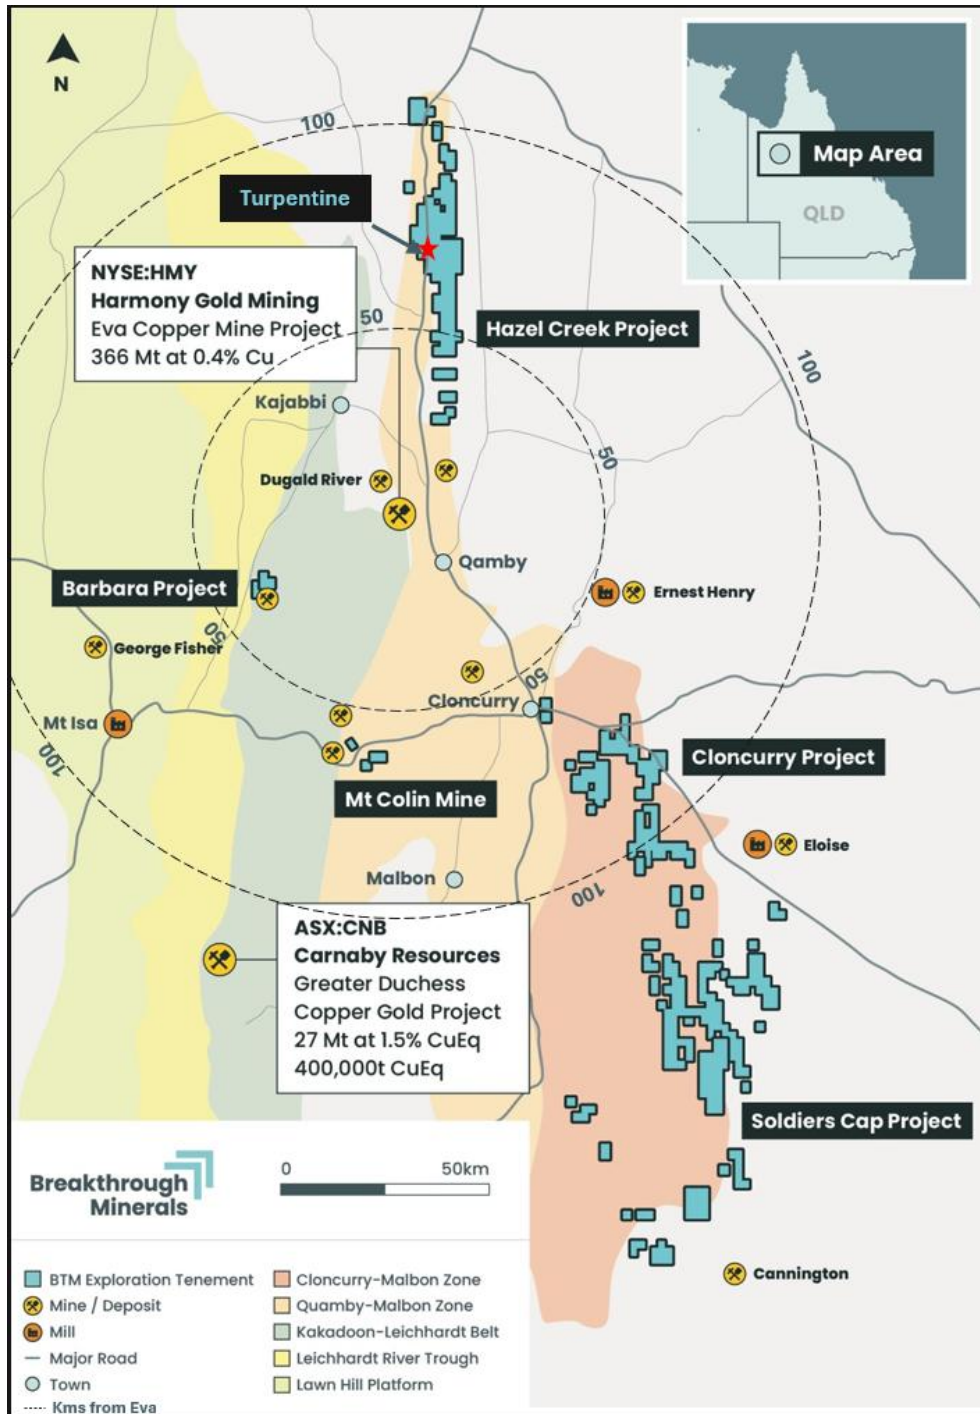 N
100
Turpentine
Map Area
QLD
NYSE:HMY
Harmony Gold Mining
Eva Copper Mine Project
366 Mt at 0.4% Cu
50
Hazel Creek Project
100
Kajabbi
50
Dugald River
Qamby
Barbara Project
Ernest Henry
50
George Fisher
50
Cloncurry
Mt Isa
100
Cloncurry Project
Mt Colin Mine
Eloise
Malbon
100
ASX:CNB
Carnaby Resources
Greater Duchess
Copper Gold Project
27 Mt at 1.5% CuEq
400,000t CuEq
Soldiers Cap Project
Breakthrough
Minerals
0 50km
Cannington
BTM Exploration Tenement
Mine / Deposit
Mill
Major Road
Town
Kms from Eva
Cloncurry-Malbon Zone
Quamby-Malbon Zone
Kakadoon-Leichhardt Belt
Leichhardt River Trough
Lawn Hill Platform